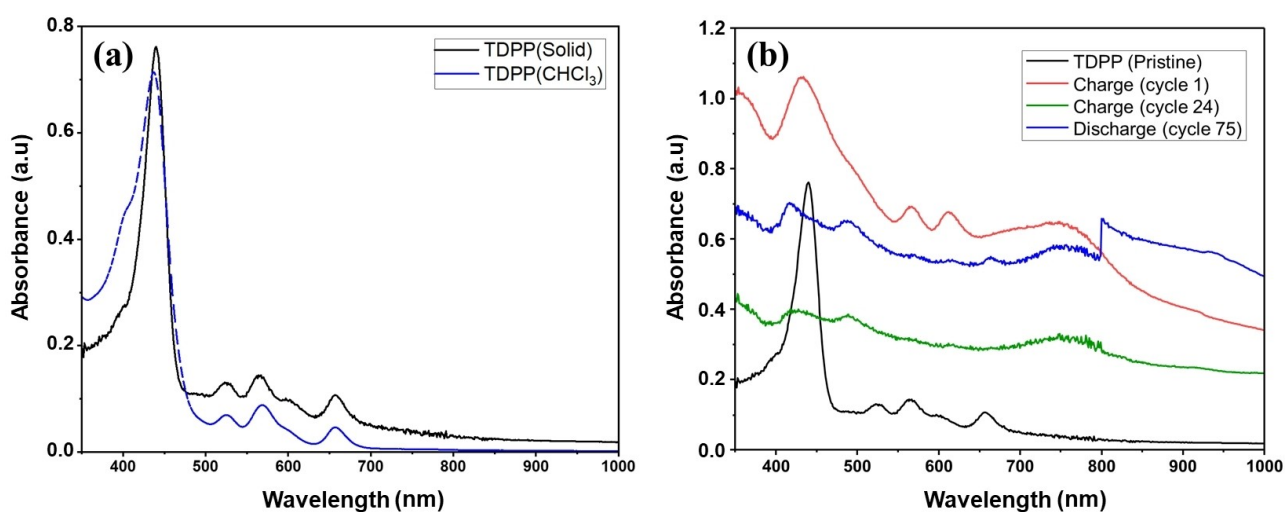 (a)
TDPP(Solid)
TDPP(CHCl₃)
0.8
0.6
0.4
0.2
0.0
400 500 600 700 800 900 1000
Absorbance (a.u)
Wavelength (nm)
(b)
TDPP (Pristine)
Charge (cycle 1)
Charge (cycle 24)
Discharge (cycle 75)
1.2
1.0
0.8
0.6
0.4
0.2
0.0
400 500 600 700 800 900 1000
Absorbance (a.u)
Wavelength (nm)